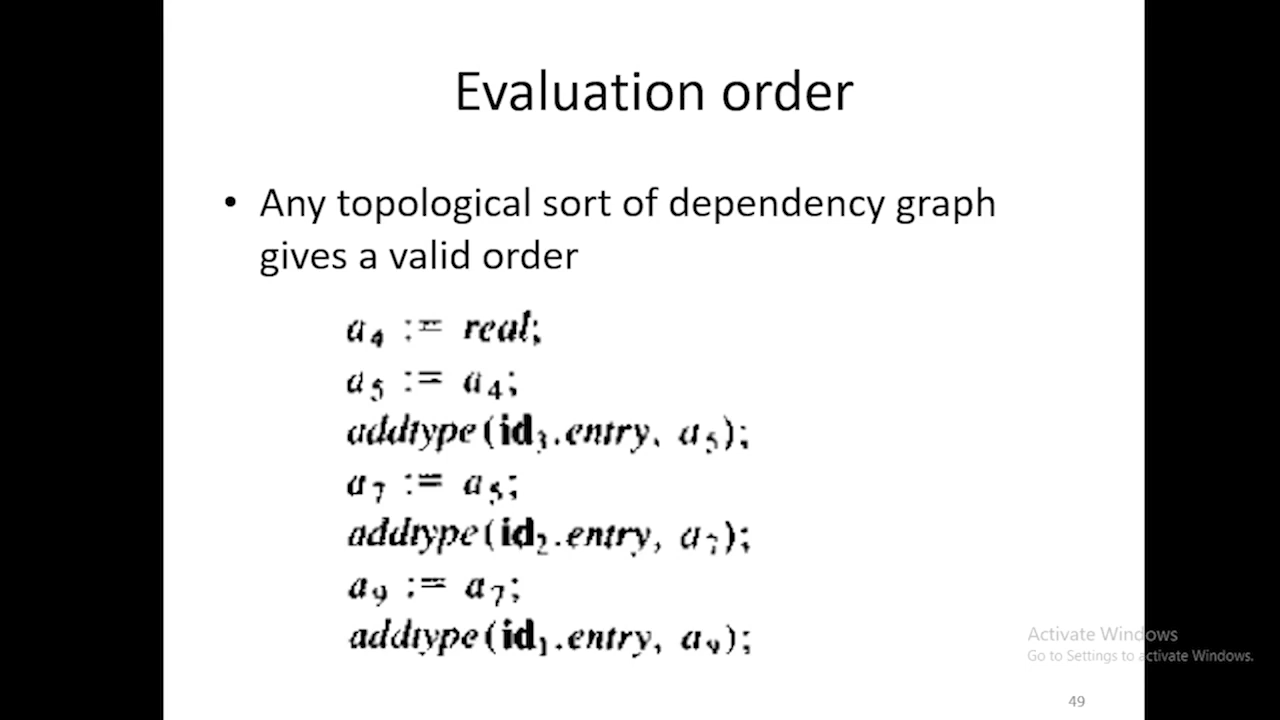 Evaluation order
• Any topological sort of dependency graph
gives a valid order
a₄ := real;
a₅ := a₄;
addtype(id₃.entry, a₅);
a₇ := a₅;
addtype(id₂.entry, a₇);
a₉ := a₇;
addtype(id₁.entry, a₉);
Activate Windows
Go to Settings to activate Windows.
49